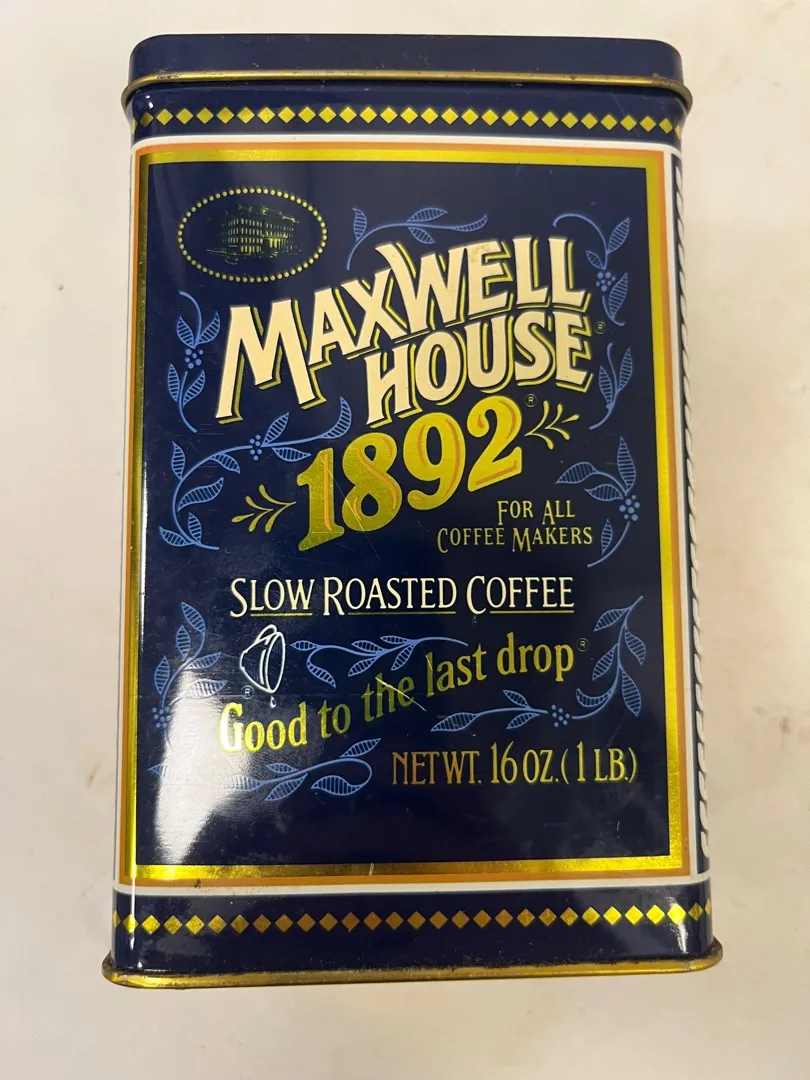 MAXWELL
HOUSE®
1892®
FOR ALL
COFFEE MAKERS
SLOW ROASTED COFFEE
®
Good to the last drop®
NET WT. 16 OZ. (1 LB.)